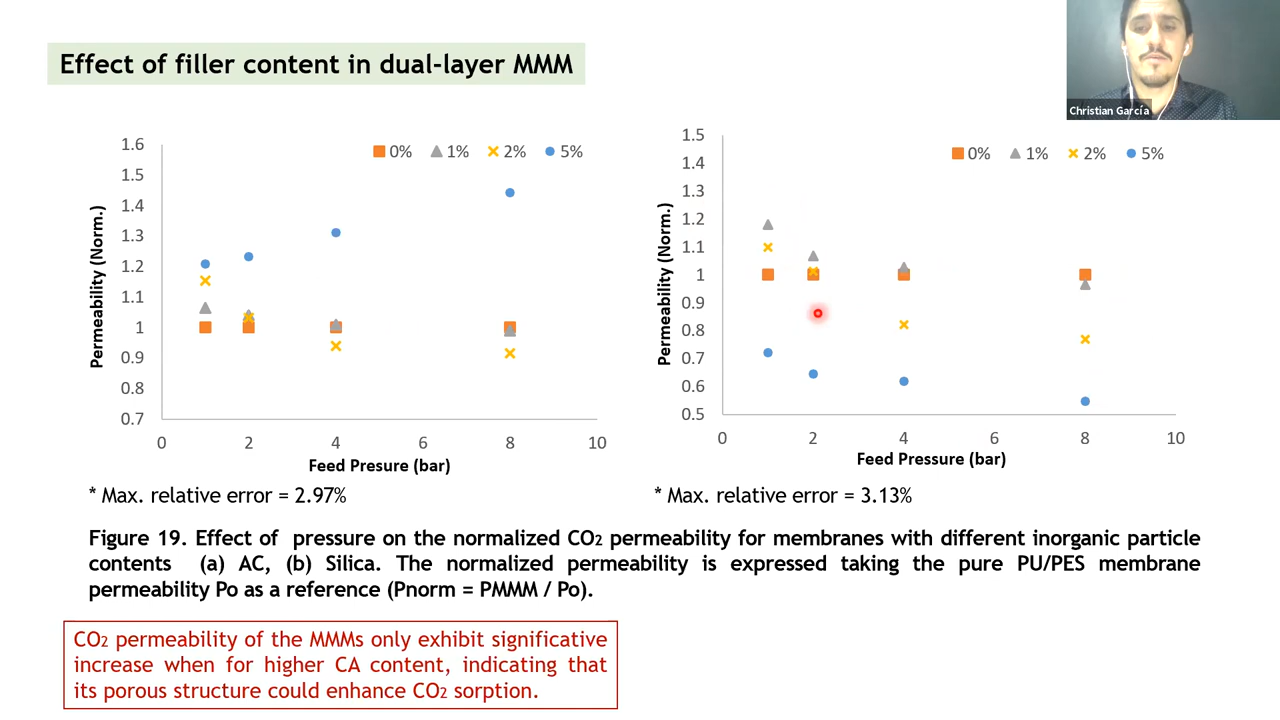 Effect of filler content in dual-layer MMM
Christian García
Permeability (Norm.)
1.6
1.5
1.4
1.3
1.2
1.1
1
0.9
0.8
0.7
0% 1% 2% 5%
0 2 4 6 8 10
Feed Presure (bar)
* Max. relative error = 2.97%
Permeability (Norm.)
1.5
1.4
1.3
1.2
1.1
1
0.9
0.8
0.7
0.6
0.5
0% 1% 2% 5%
0 2 4 6 8 10
Feed Pressure (bar)
* Max. relative error = 3.13%
Figure 19. Effect of pressure on the normalized CO2 permeability for membranes with different inorganic particle
contents (a) AC, (b) Silica. The normalized permeability is expressed taking the pure PU/PES membrane
permeability Po as a reference (Pnorm = PMMM / Po).
CO2 permeability of the MMMs only exhibit significative
increase when for higher CA content, indicating that
its porous structure could enhance CO2 sorption.